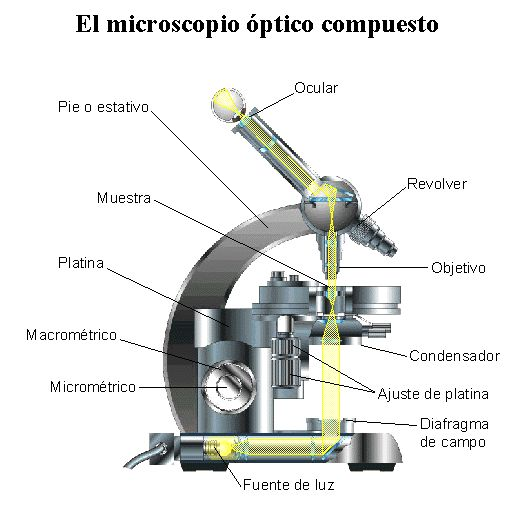 El microscopio óptico compuesto
Ocular
Pie o estativo
Revolver
Muestra
Platina
Objetivo
Macrométrico
Condensador
Micrométrico
Ajuste de platina
Diafragma
de campo
Fuente de luz